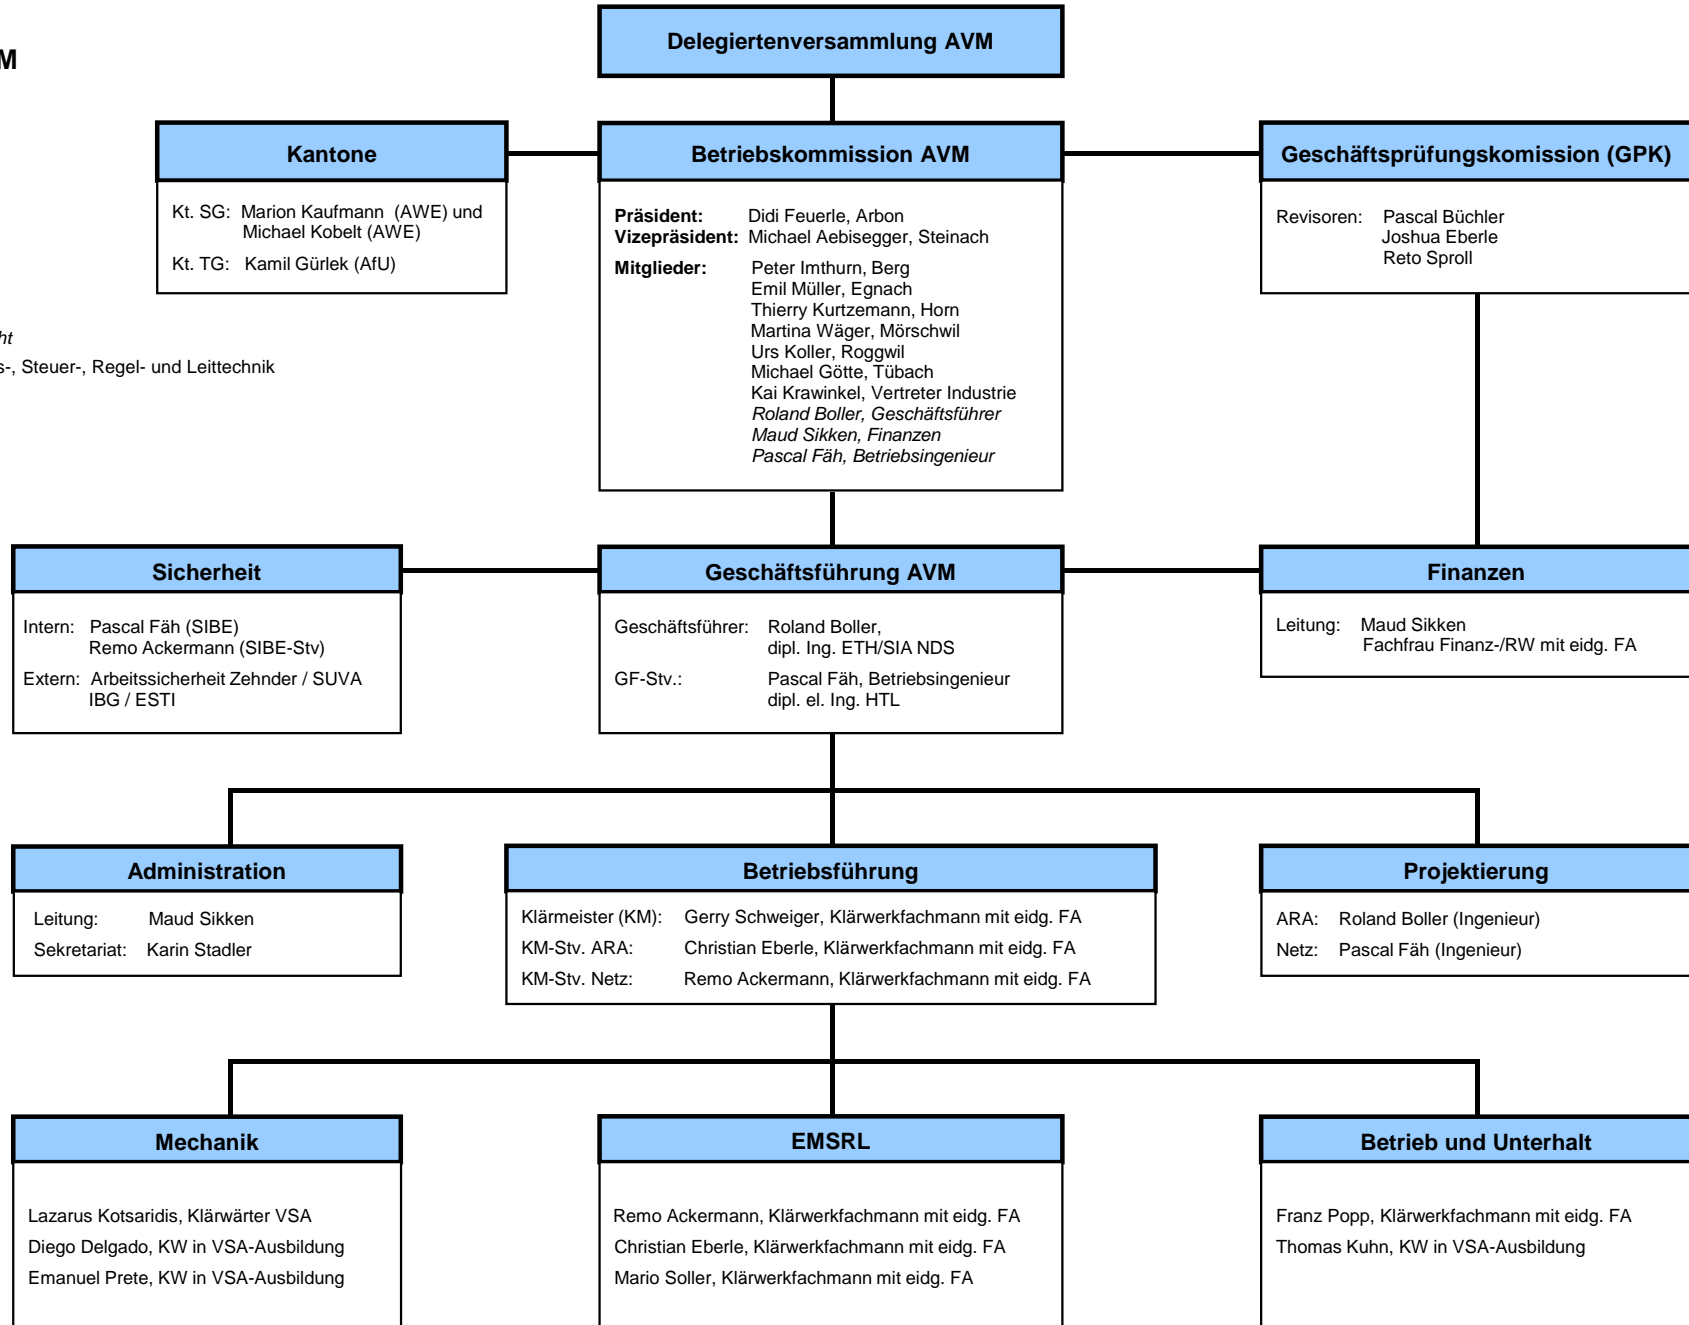 Delegiertenversammlung AVM
M
Kantone
Kt. SG: Marion Kaufmann (AWE) und
Michael Kobelt (AWE)
Kt. TG: Kamil Gürlek (AfU)
Betriebskommission AVM
Präsident: Didi Feuerle, Arbon
Vizepräsident: Michael Aebisegger, Steinach
Mitglieder: Peter Imthurn, Berg
Emil Müller, Egnach
Thierry Kurtzemann, Horn
Martina Wäger, Mörschwil
Urs Koller, Roggwil
Michael Götte, Tübach
Kai Krawinkel, Vertreter Industrie
Roland Boller, Geschäftsführer
Maud Sikken, Finanzen
Pascal Fäh, Betriebsingenieur
Geschäftsprüfungskomission (GPK)
Revisoren: Pascal Büchler
Joshua Eberle
Reto Sproll
ht
s-, Steuer-, Regel- und Leittechnik
Sicherheit
Intern: Pascal Fäh (SIBE)
Remo Ackermann (SIBE-Stv)
Extern: Arbeitssicherheit Zehnder / SUVA
IBG / ESTI
Geschäftsführung AVM
Geschäftsführer: Roland Boller,
dipl. Ing. ETH/SIA NDS
GF-Stv.: Pascal Fäh, Betriebsingenieur
dipl. el. Ing. HTL
Finanzen
Leitung: Maud Sikken
Fachfrau Finanz-/RW mit eidg. FA
Administration
Leitung: Maud Sikken
Sekretariat: Karin Stadler
Betriebsführung
Klärmeister (KM): Gerry Schweiger, Klärwerkfachmann mit eidg. FA
KM-Stv. ARA: Christian Eberle, Klärwerkfachmann mit eidg. FA
KM-Stv. Netz: Remo Ackermann, Klärwerkfachmann mit eidg. FA
Projektierung
ARA: Roland Boller (Ingenieur)
Netz: Pascal Fäh (Ingenieur)
Mechanik
Lazarus Kotsaridis, Klärwärter VSA
Diego Delgado, KW in VSA-Ausbildung
Emanuel Prete, KW in VSA-Ausbildung
EMSRL
Remo Ackermann, Klärwerkfachmann mit eidg. FA
Christian Eberle, Klärwerkfachmann mit eidg. FA
Mario Soller, Klärwerkfachmann mit eidg. FA
Betrieb und Unterhalt
Franz Popp, Klärwerkfachmann mit eidg. FA
Thomas Kuhn, KW in VSA-Ausbildung